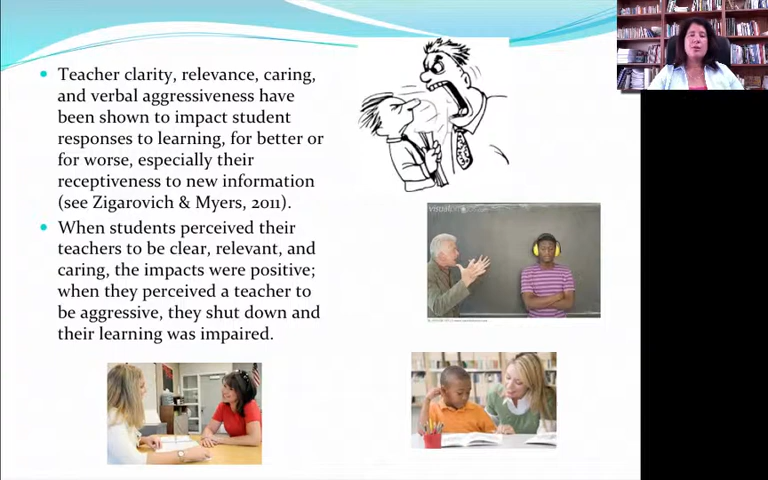 Teacher clarity, relevance, caring,
and verbal aggressiveness have
been shown to impact student
responses to learning, for better or
for worse, especially their
receptiveness to new information
(see Zigarovich & Myers, 2011).
When students perceived their
teachers to be clear, relevant, and
caring, the impacts were positive;
when they perceived a teacher to
be aggressive, they shut down and
their learning was impaired.